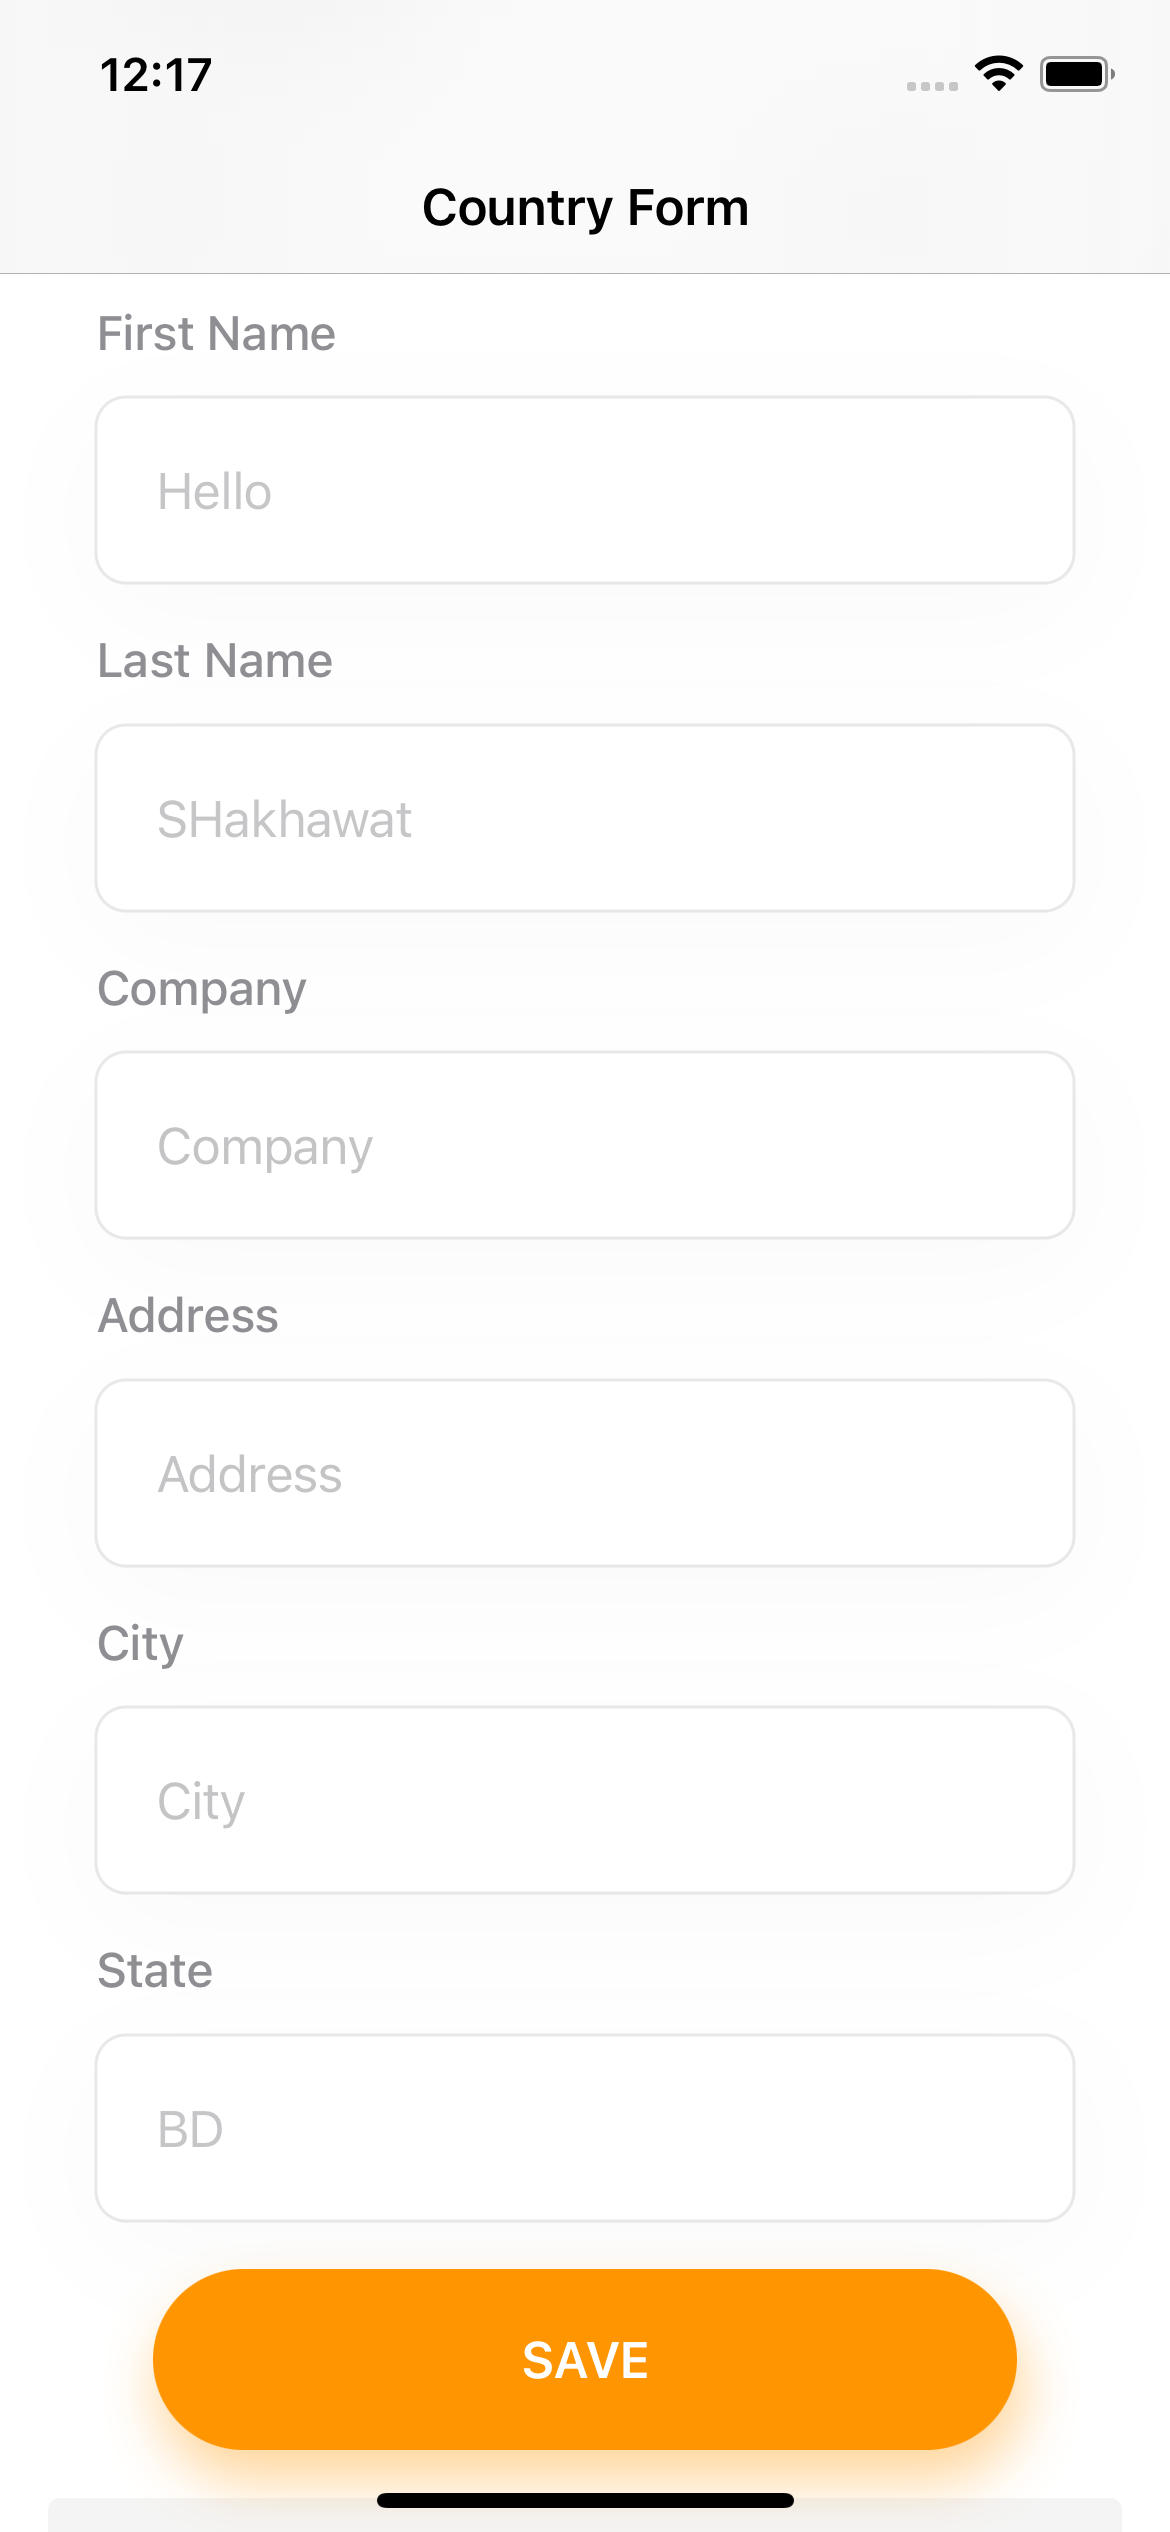 12:17
Country Form
First Name
Hello
Last Name
SHakhawat
Company
Company
Address
Address
City
City
State
BD
SAVE